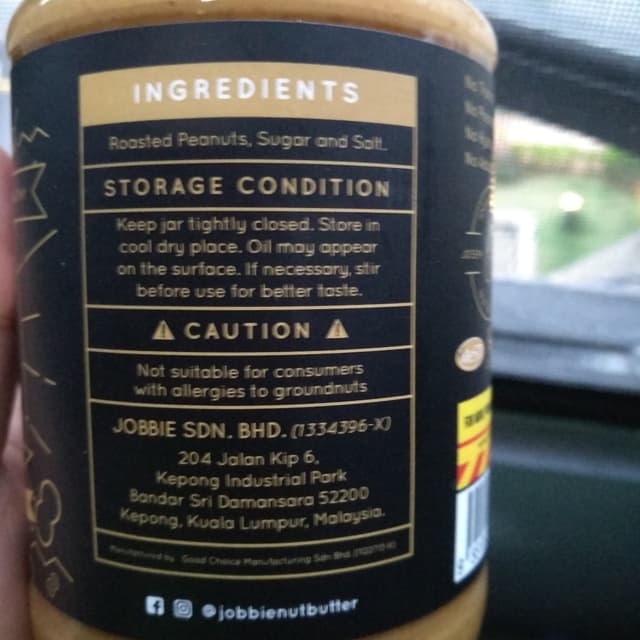 INGREDIENTS
Roasted Peanuts, Sugar and Salt.
STORAGE CONDITION
Keep jar tightly closed. Store in
cool dry place. Oil may appear
on the surface. If necessary, stir
before use for better taste.
CAUTION
Not suitable for consumers
with allergies to groundnuts
JOBBIE SDN. BHD. (1334396-X)
204 Jalan Kip 6,
Kepong Industrial Park
Bandar Sri Damansara 52200
Kepong, Kuala Lumpur, Malaysia.
Manufactured by Good Choice Manufacturing Sdn Bhd
@jobbienutbutter